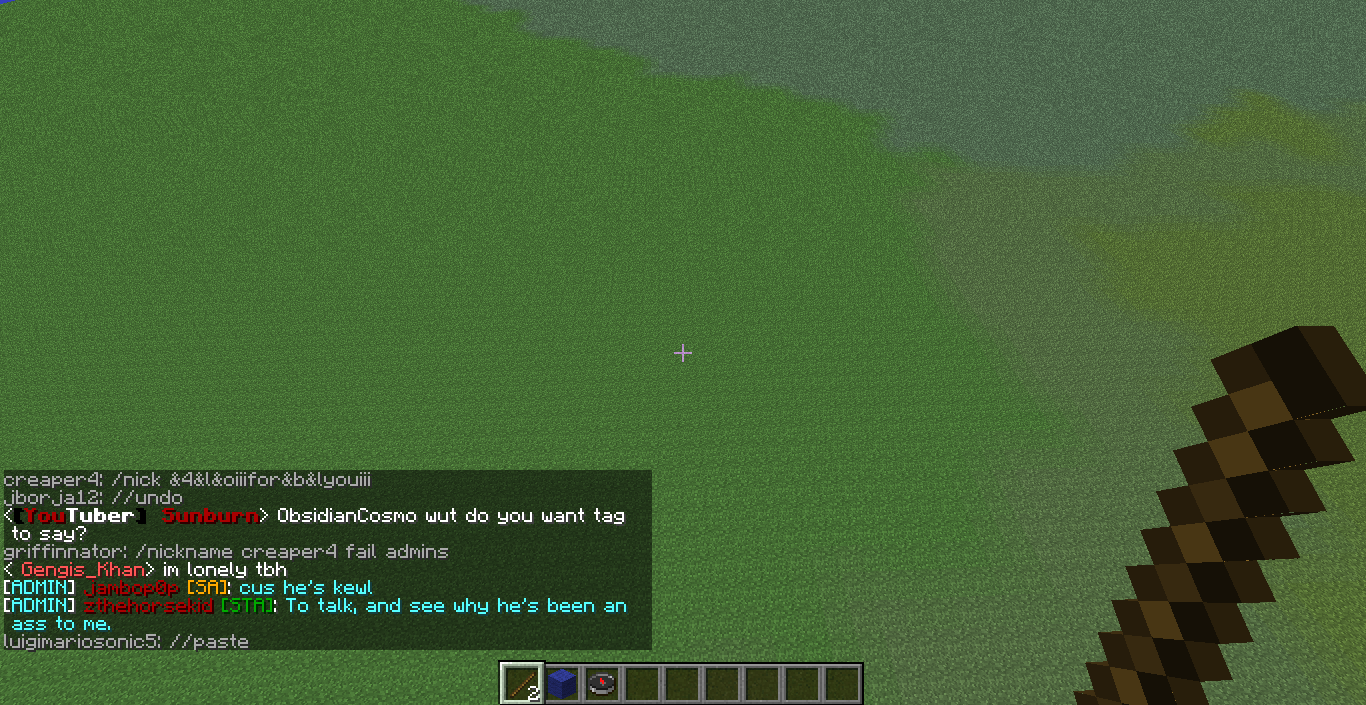 creaper4: /nick &4&l&oiiifor&b&lyouiii
jborja12: //undo
<[YouTuber] Sunburn> ObsidianCosmo wut do you want tag
to say?
griffinnator: /nickname creaper4 fail admins
< Gengis_Khan> im lonely tbh
[ADMIN] jambop0p [SA]: cus he's kewl
[ADMIN] zthehorsekid [STA]: To talk, and see why he's been an
ass to me.
luigimariosonic5: //paste
2